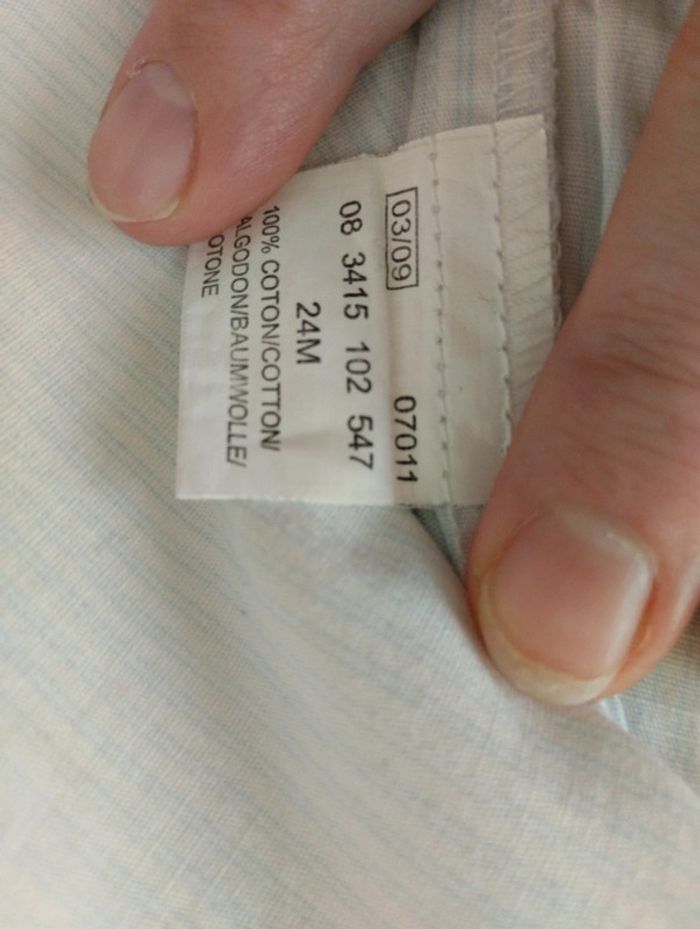 03/09 07011
08 3415 102 547
24M
100% COTON/COTTON/
ALGODON/BAUMWOLLE/
OTONE